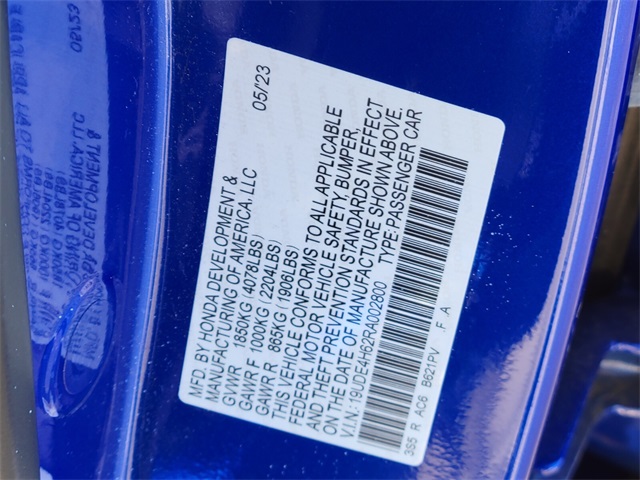 MFD. BY HONDA DEVELOPMENT & 05/23
MANUFACTURING OF AMERICA, LLC
GVWR 1850KG (4078LBS)
GAWR F 1000KG (2204LBS)
GAWR R 865KG (1906LBS)
THIS VEHICLE CONFORMS TO ALL APPLICABLE
FEDERAL MOTOR VEHICLE SAFETY, BUMPER,
AND THEFT PREVENTION STANDARDS IN EFFECT
ON THE DATE OF MANUFACTURE SHOWN ABOVE.
V.I.N.: 19UDE4H62RA002800 TYPE: PASSENGER CAR
3S5 R AC6 B621PV F A